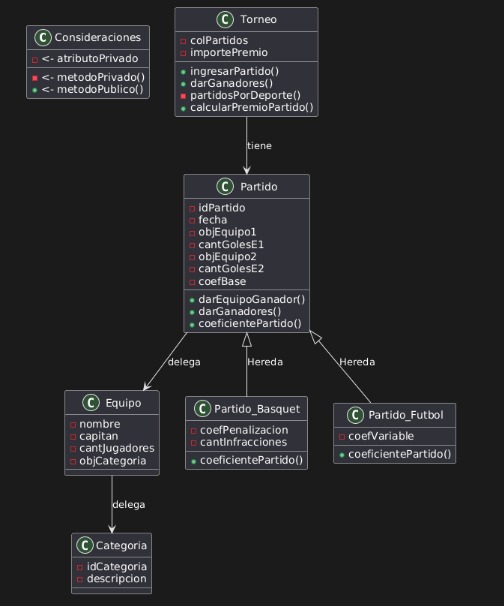 C Consideraciones
<- atributoPrivado
<- metodoPrivado()
<- metodoPublico()
C Torneo
colPartidos
importePremio
ingresarPartido()
darGanadores()
partidosPorDeporte()
calcularPremioPartido()
tiene
C Partido
idPartido
fecha
objEquipo1
cantGolesE1
objEquipo2
cantGolesE2
coefBase
darEquipoGanador()
darGanadores()
coeficientePartido()
delega
Hereda
Hereda
C Equipo
nombre
capitan
cantJugadores
objCategoria
C Partido_Basquet
coefPenalizacion
cantInfracciones
coeficientePartido()
C Partido_Futbol
coefVariable
coeficientePartido()
delega
C Categoria
idCategoria
descripcion